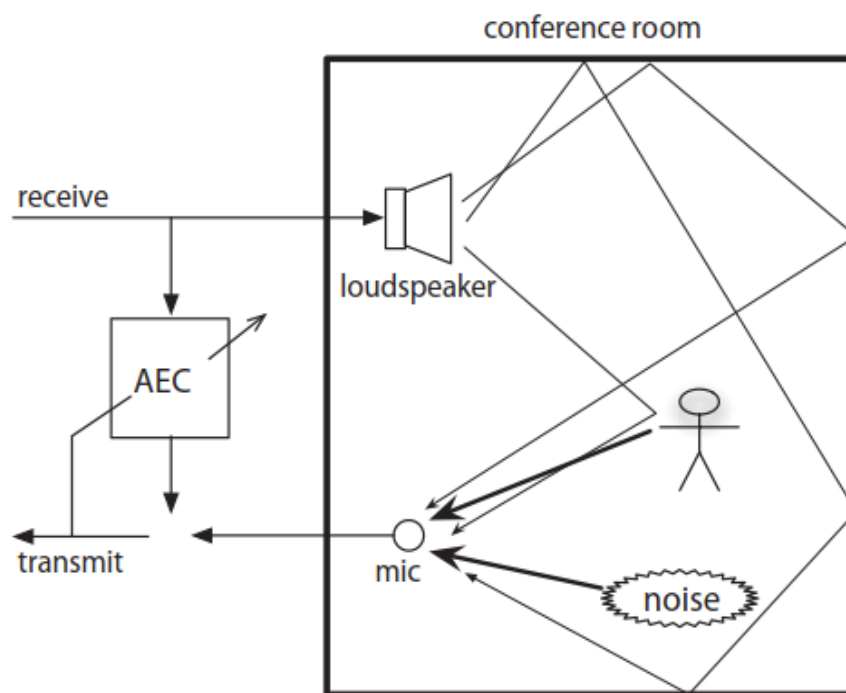 conference room
receive
loudspeaker
AEC
transmit
mic
noise